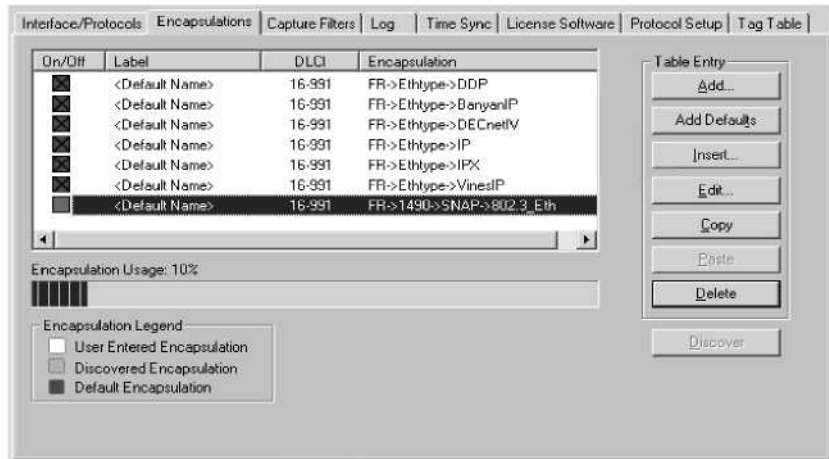 Interface/Protocols Encapsulations Capture Filters Log Time Sync License Software Protocol Setup Tag Table
On/Off Label DLCI Encapsulation
<Default Name> 16-991 FR->Ethtype->DDP
<Default Name> 16-991 FR->Ethtype->BanyanIP
<Default Name> 16-991 FR->Ethtype->DECnetIV
<Default Name> 16-991 FR->Ethtype->IP
<Default Name> 16-991 FR->Ethtype->IPX
<Default Name> 16-991 FR->Ethtype->VinesIP
<Default Name> 16-991 FR->1490->SNAP->802.3_Eth
Encapsulation Usage: 10%
Encapsulation Legend
User Entered Encapsulation
Discovered Encapsulation
Default Encapsulation
Table Entry
Add...
Add Defaults
Insert...
Edit...
Copy
Paste
Delete
Discover